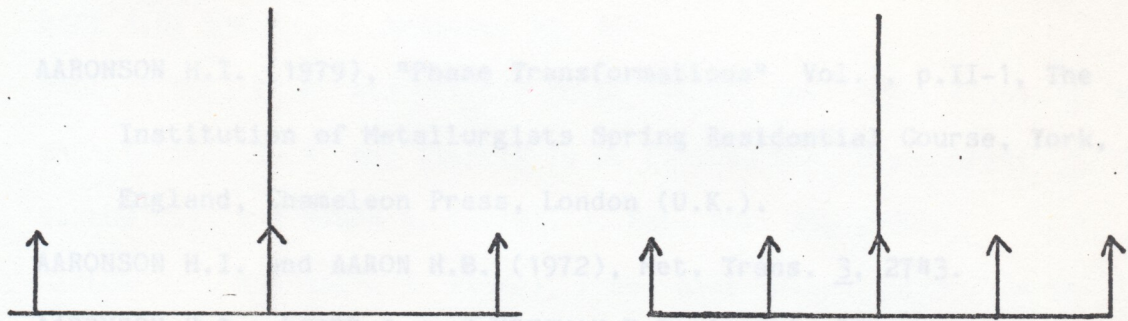 AARONSON H.I. (1979), "Phase Transformations" Vol. , p.II-1, The
Institution of Metallurgists Spring Residential Course, York,
England, Chameleon Press, London (U.K.).
AARONSON H.I. and AARON H.B. (1972), Met. Trans. 3, 2743.